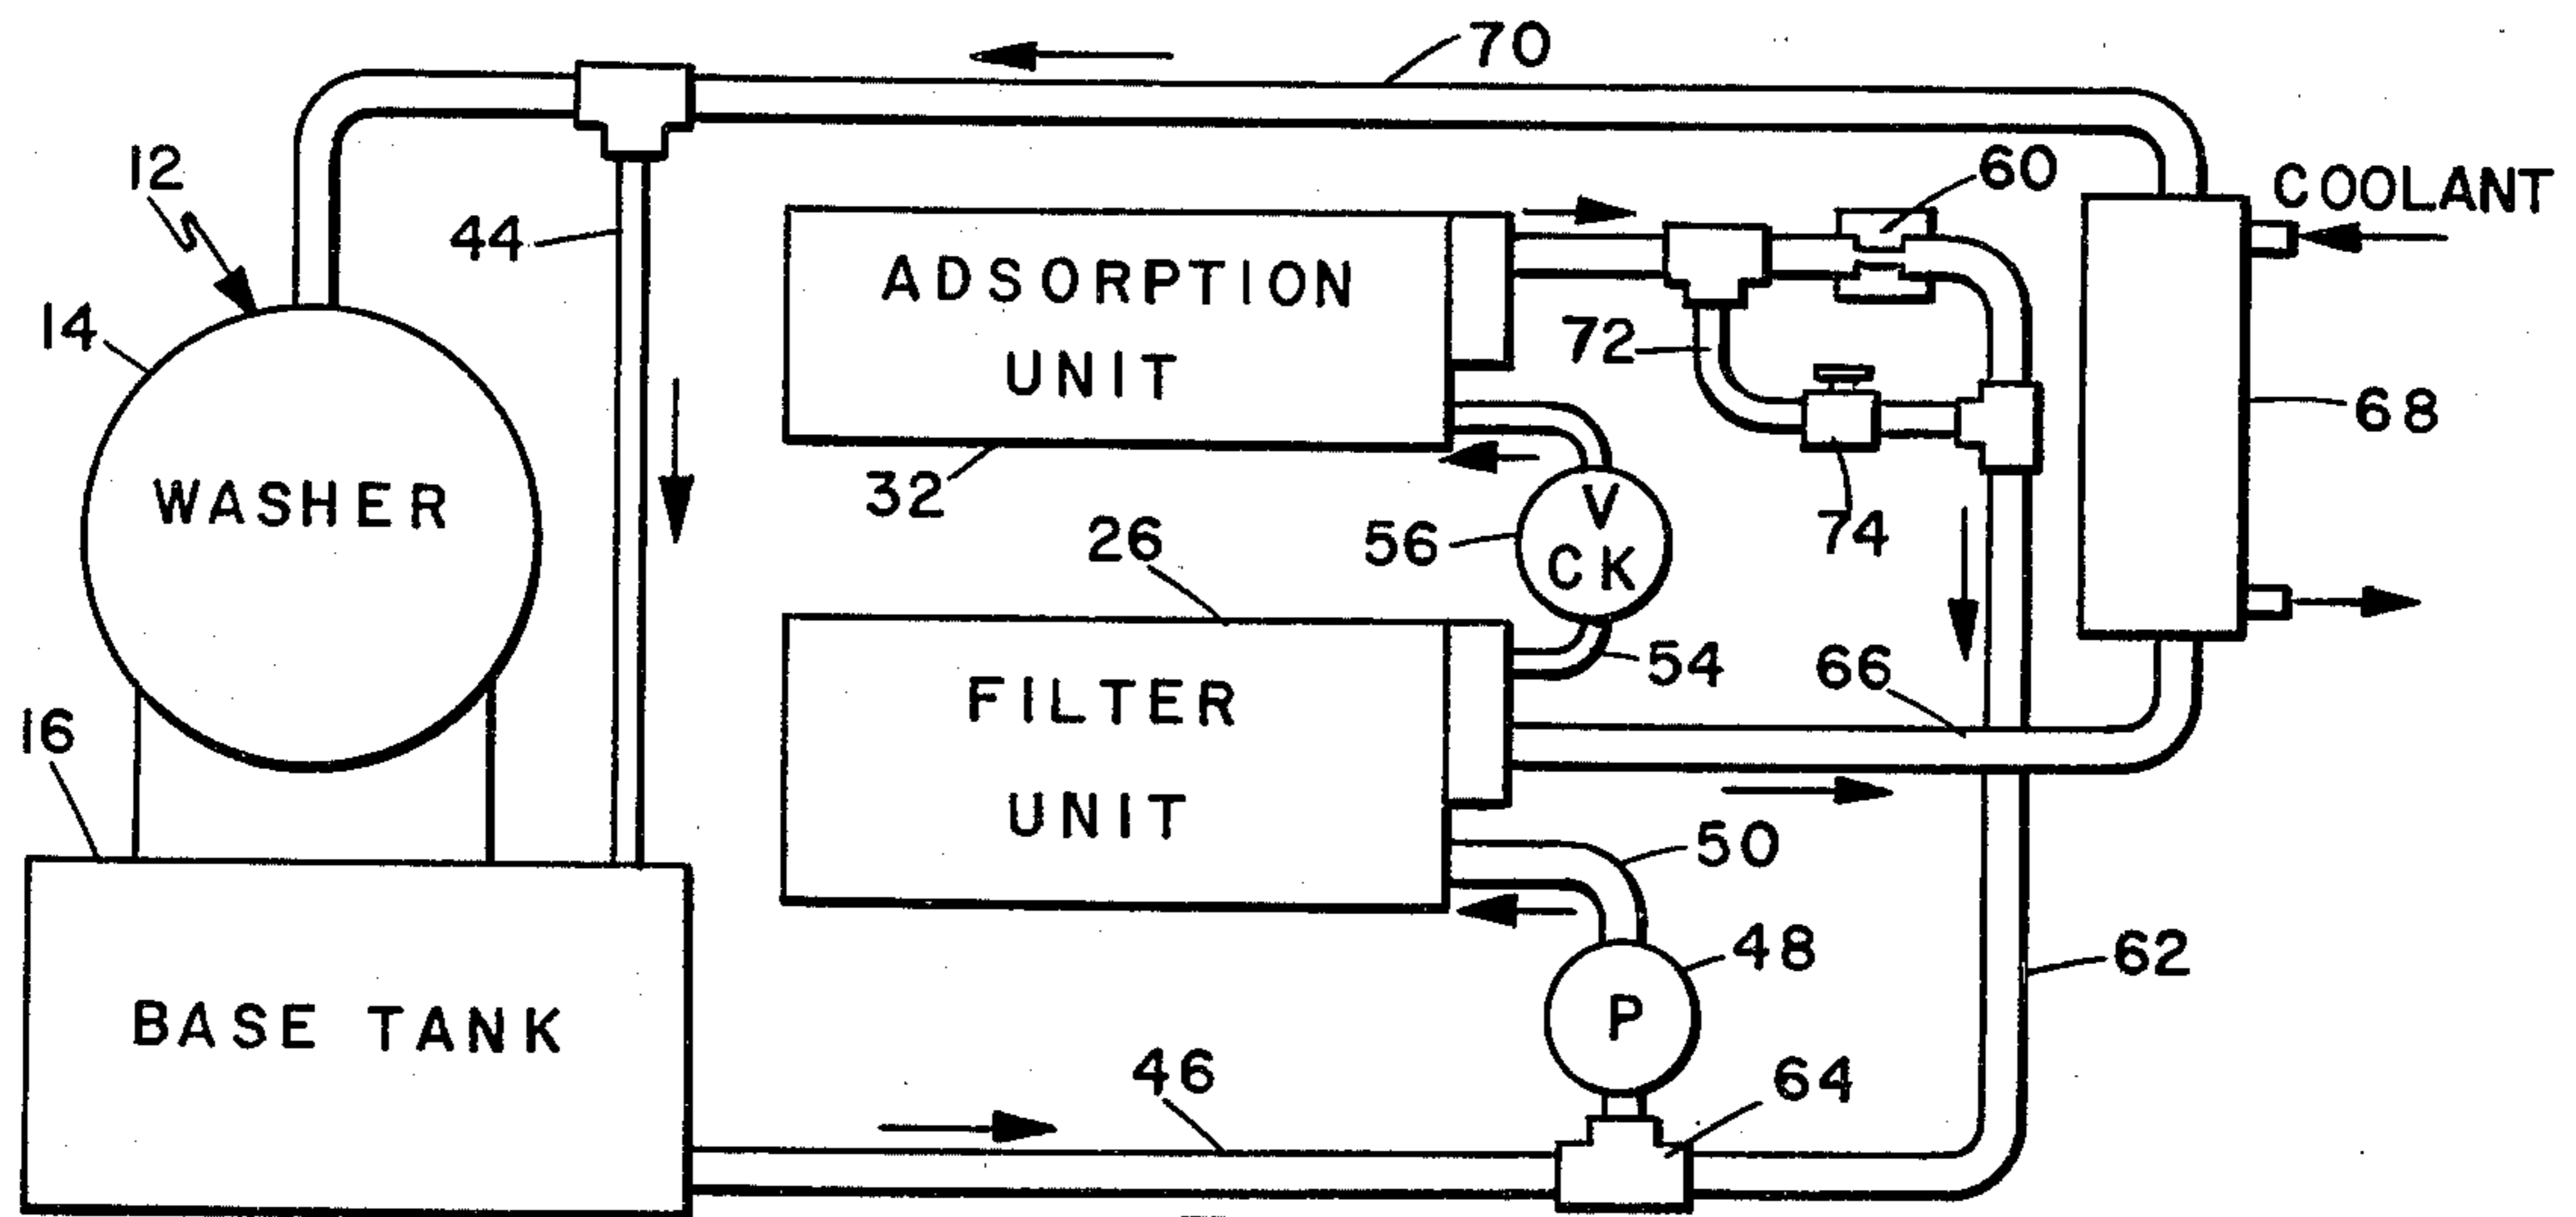 70
12
60
COOLANT
44
14
ADSORPTION
UNIT
72
68
WASHER
32
26
56
V
CK
74
54
66
FILTER
UNIT
16
50
48
P
62
BASE TANK
46
64